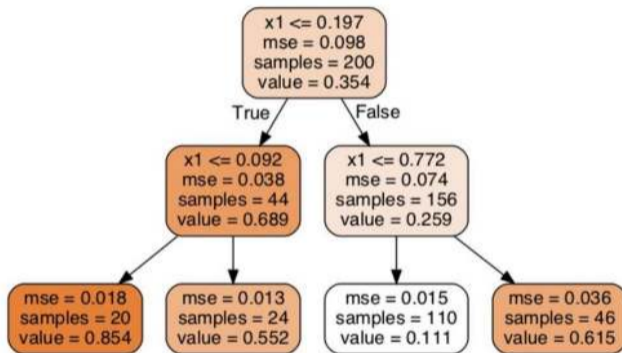 x1 <= 0.197
mse = 0.098
samples = 200
value = 0.354
True
False
x1 <= 0.092
mse = 0.038
samples = 44
value = 0.689
x1 <= 0.772
mse = 0.074
samples = 156
value = 0.259
mse = 0.018
samples = 20
value = 0.854
mse = 0.013
samples = 24
value = 0.552
mse = 0.015
samples = 110
value = 0.111
mse = 0.036
samples = 46
value = 0.615